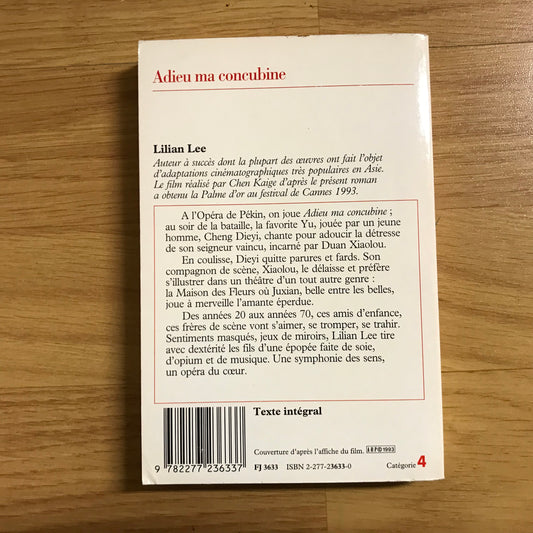 Adieu ma concubine
Lilian Lee
Auteur à succès dont la plupart des œuvres ont fait l'objet
d'adaptations cinématographiques très populaires en Asie.
Le film réalisé par Chen Kaige d'après le présent roman
a obtenu la Palme d'or au festival de Cannes 1993.
A l'Opéra de Pékin, on joue Adieu ma concubine ;
au soir de la bataille, la favorite Yu, jouée par un jeune
homme, Cheng Dieyi, chante pour adoucir la détresse
de son seigneur vaincu, incarné par Duan Xiaolou.
En coulisse, Dieyi quitte parures et fards. Son
compagnon de scène, Xiaolou, le délaisse et préfère
s'illustrer dans un théâtre d'un tout autre genre :
la Maison des Fleurs où Juxian, belle entre les belles,
joue à merveille l'amante éperdue.
Des années 20 aux années 70, ces amis d'enfance,
ces frères de scène vont s'aimer, se tromper, se trahir.
Sentiments masqués, jeux de miroirs, Lilian Lee tire
avec dextérité les fils d'une épopée faite de soie,
d'opium et de musique. Une symphonie des sens,
un opéra du cœur.
Texte intégral
Couverture d'après l'affiche du film. ARP 1993
9 782277 236337 FJ 3633 ISBN 2-277-23633-0 Catégorie 4